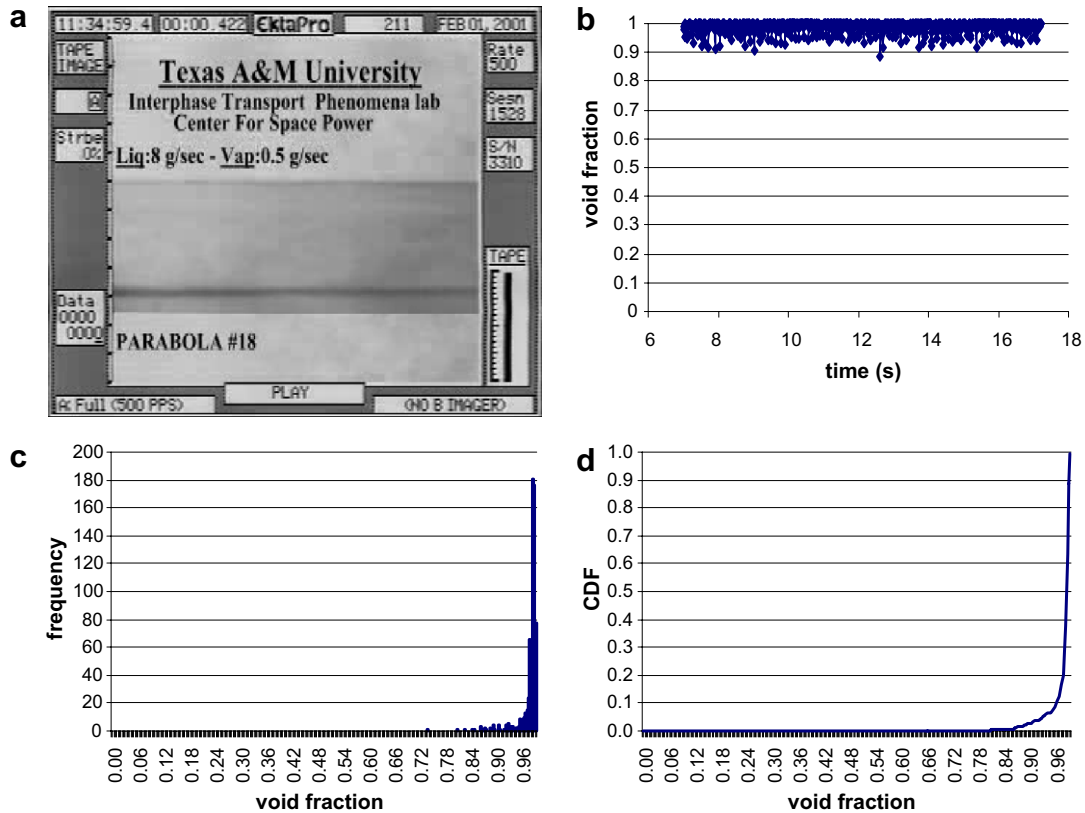 a
11:34:59.4 00:00.422 EktaPro 211 FEB 01, 2001
TAPE IMAGE
A
Strbe 0%
Data 0000 0000
Texas A&M University
Interphase Transport Phenomena lab
Center For Space Power
Liq:8 g/sec - Vap:0.5 g/sec
PARABOLA #18
Rate 500
Sesn 1528
S/N 3310
TAPE
PLAY
A: Full (500 PPS) (NO B IMAGER)
b
void fraction
1
0.9
0.8
0.7
0.6
0.5
0.4
0.3
0.2
0.1
0
6 8 10 12 14 16 18
time (s)
c
frequency
200
180
160
140
120
100
80
60
40
20
0
0.00 0.06 0.12 0.18 0.24 0.30 0.36 0.42 0.48 0.54 0.60 0.66 0.72 0.78 0.84 0.90 0.96
void fraction
d
CDF
1.0
0.9
0.8
0.7
0.6
0.5
0.4
0.3
0.2
0.1
0.0
0.00 0.06 0.12 0.18 0.24 0.30 0.36 0.42 0.48 0.54 0.60 0.66 0.72 0.78 0.84 0.90 0.96
void fraction